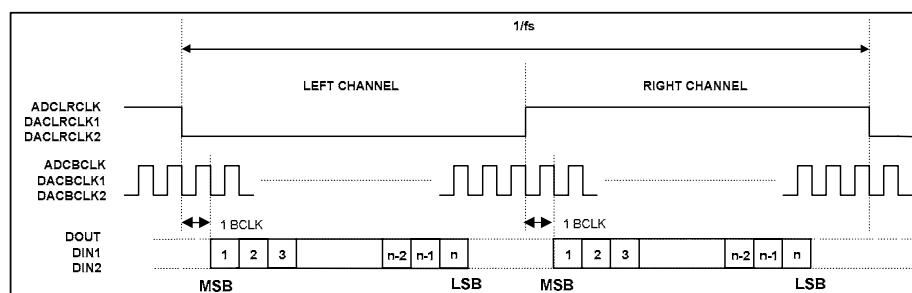 1/fs
LEFT CHANNEL RIGHT CHANNEL
ADCLRCLK
DACLRCLK1
DACLRCLK2
ADCBCLK
DACBCLK1
DACBCLK2
1 BCLK 1 BCLK
DOUT
DIN1
DIN2
1 2 3 n-2 n-1 n 1 2 3 n-2 n-1 n
MSB LSB MSB LSB